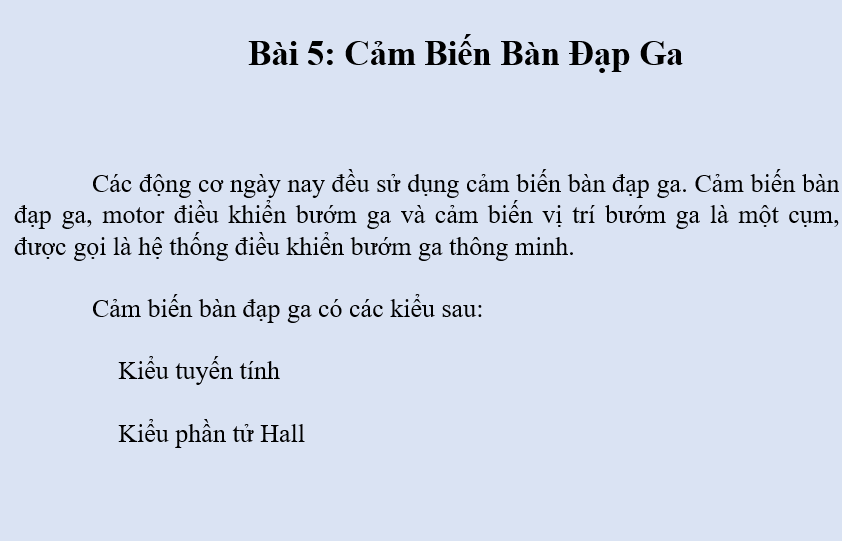 Bài 5: Cảm Biến Bàn Đạp Ga
Các động cơ ngày nay đều sử dụng cảm biến bàn đạp ga. Cảm biến bàn
đạp ga, motor điều khiển bướm ga và cảm biến vị trí bướm ga là một cụm,
được gọi là hệ thống điều khiển bướm ga thông minh.
Cảm biến bàn đạp ga có các kiểu sau:
Kiểu tuyến tính
Kiểu phần tử Hall